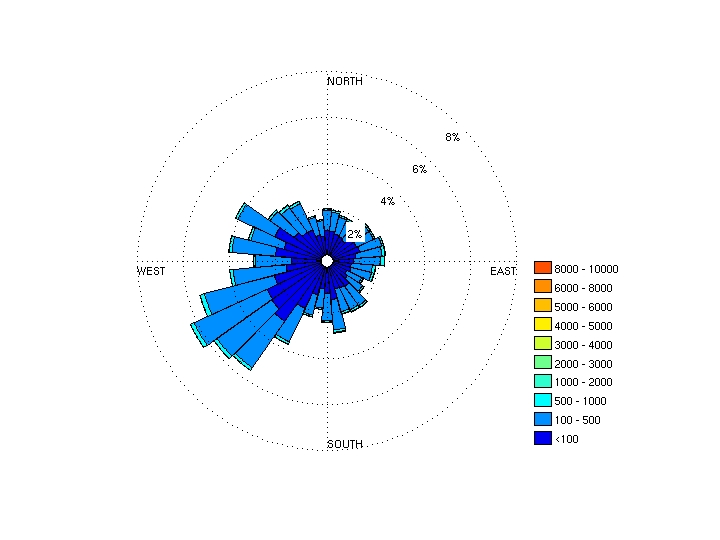 NORTH
8%
6%
4%
2%
WEST
EAST
SOUTH
8000 - 10000
6000 - 8000
5000 - 6000
4000 - 5000
3000 - 4000
2000 - 3000
1000 - 2000
500 - 1000
100 - 500
<100